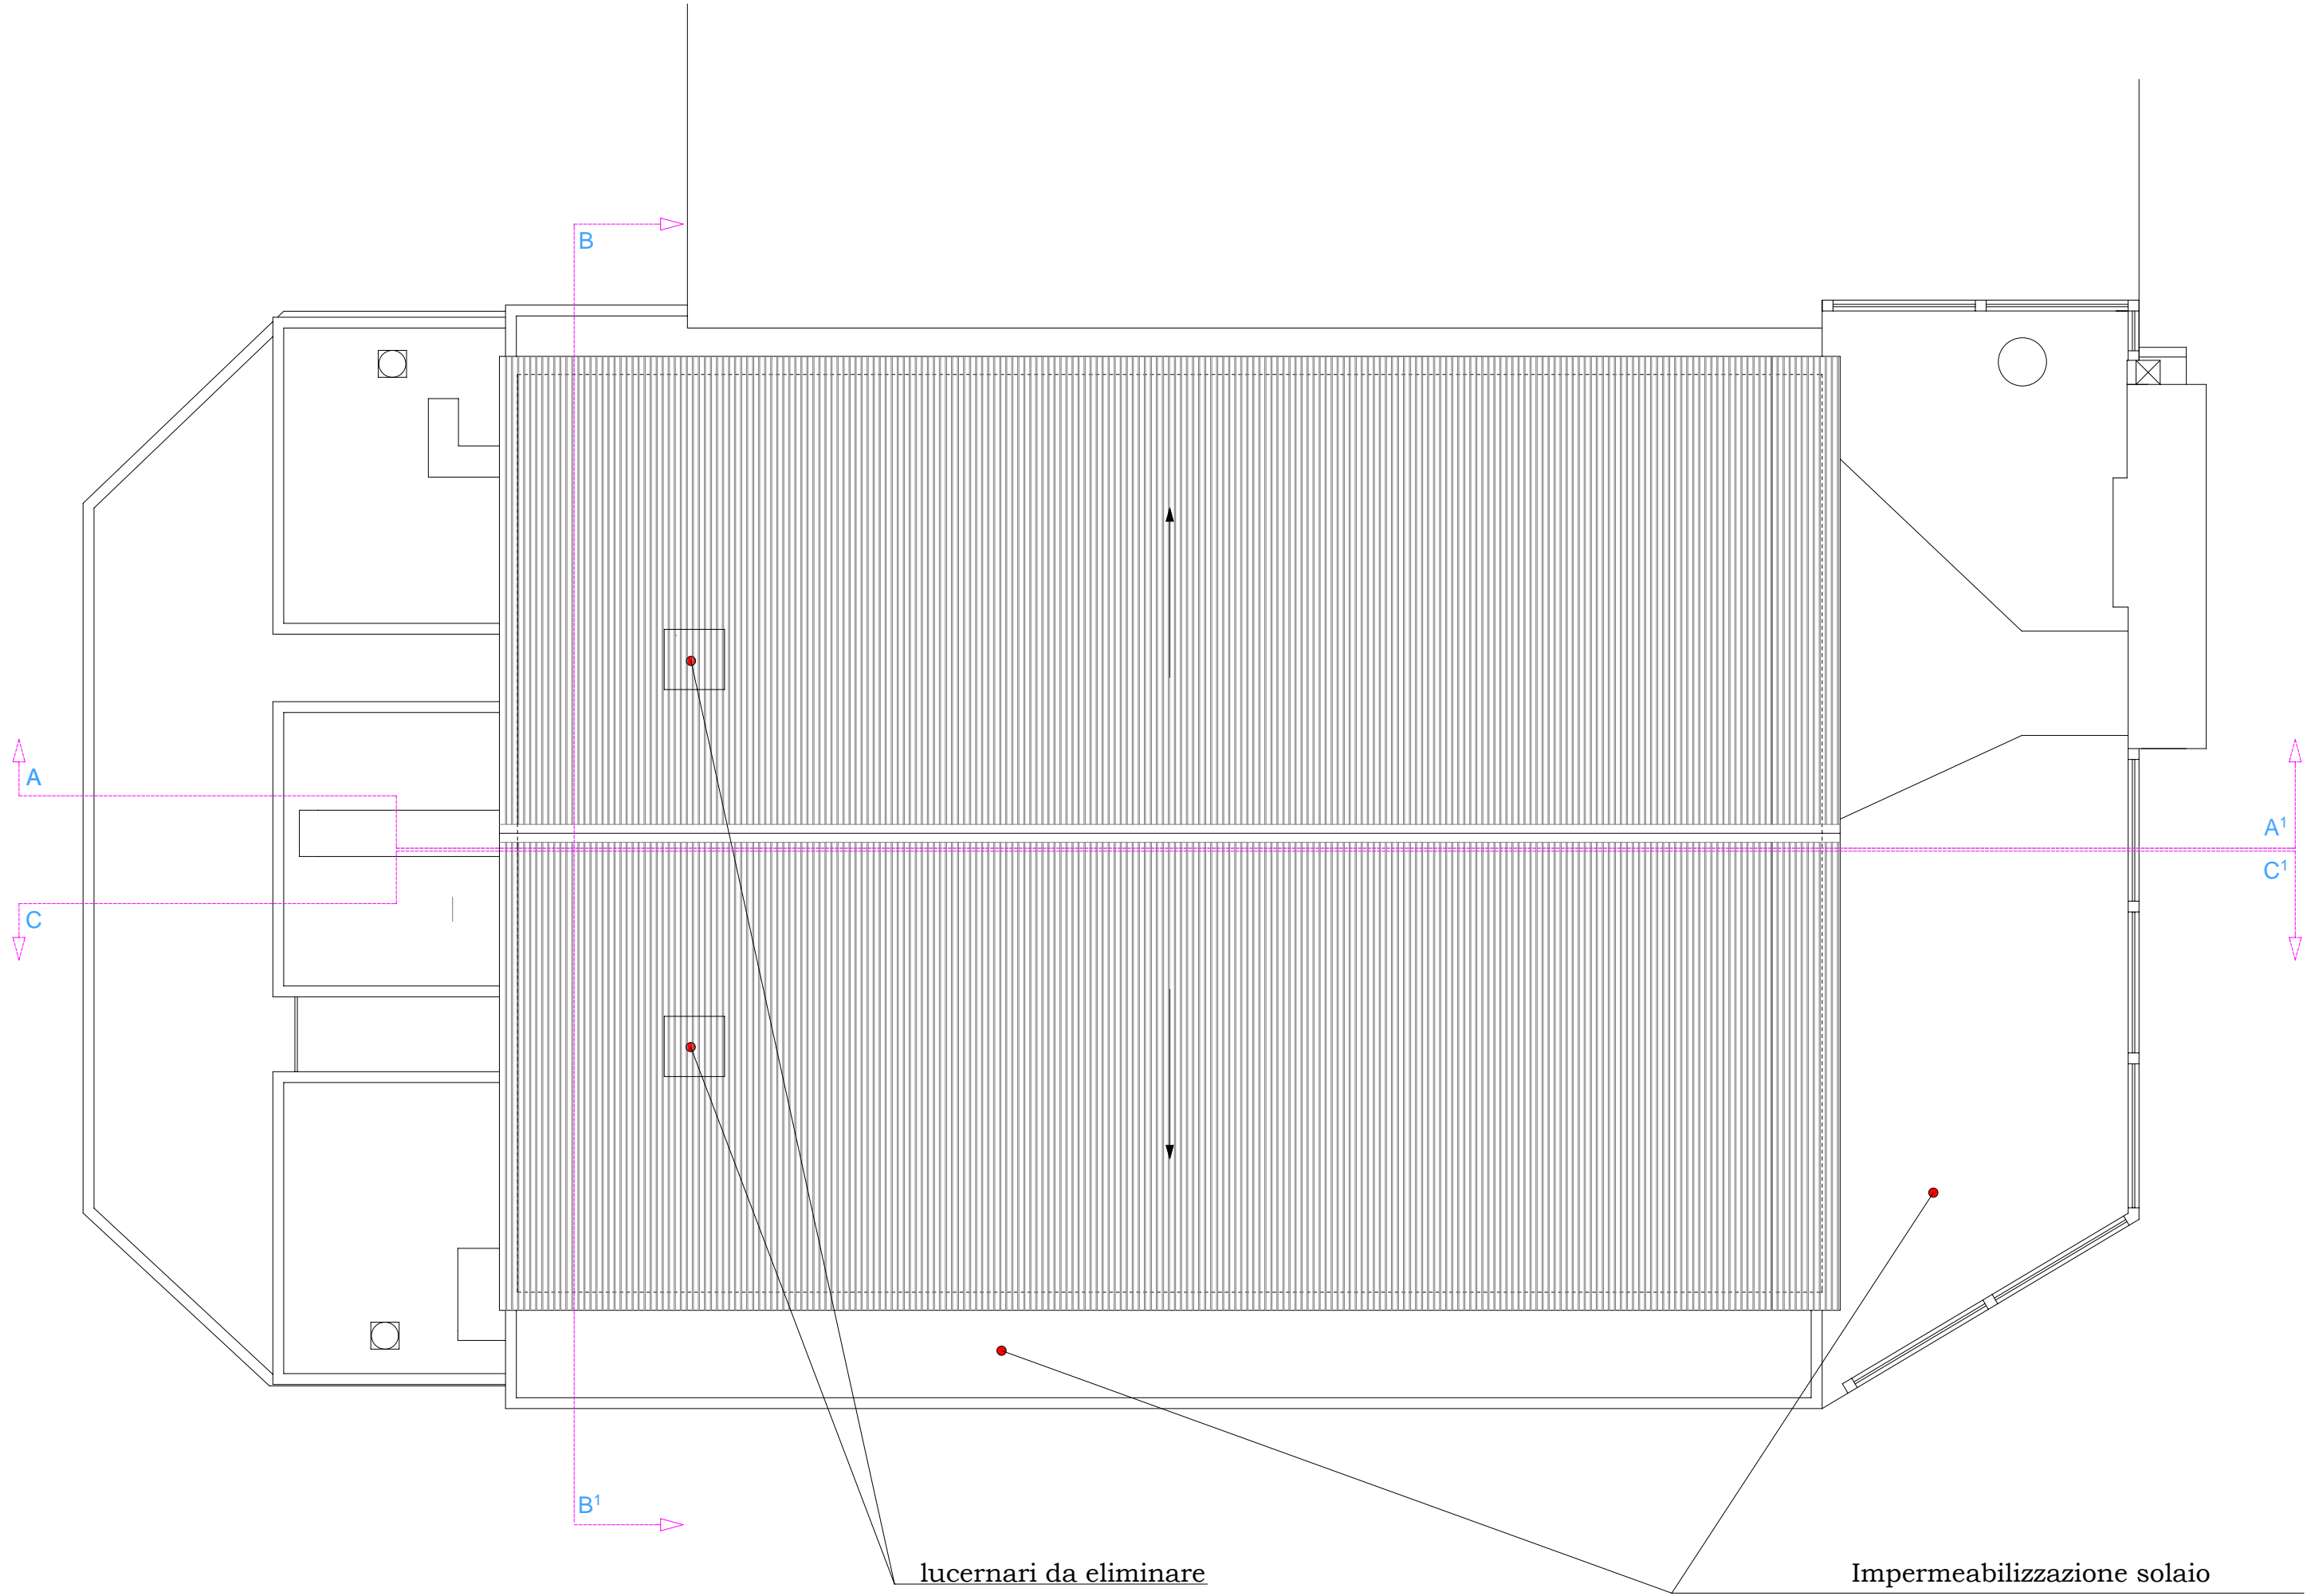 B
A
A¹
C¹
C
B¹
lucernari da eliminare
Impermeabilizzazione solaio